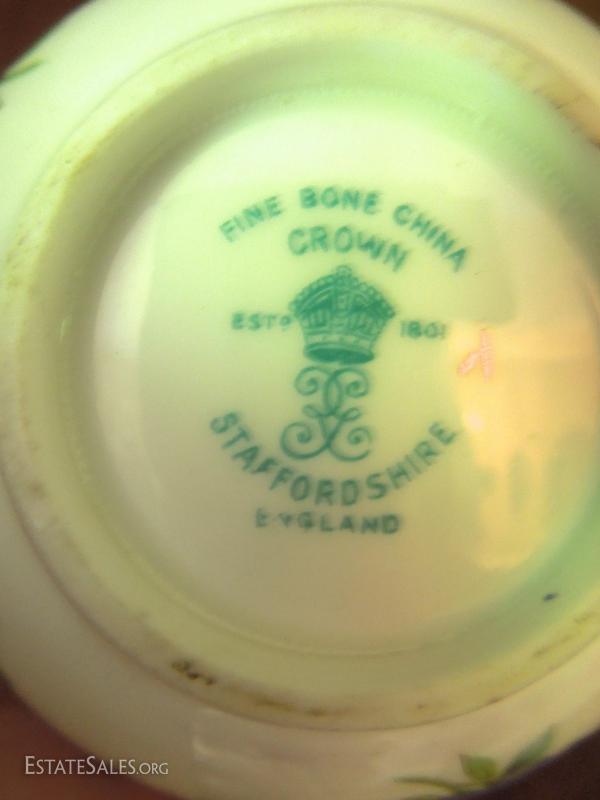 FINE BONE CHINA
CROWN
ESTD 1801
STAFFORDSHIRE
ENGLAND
ESTATESALES.ORG